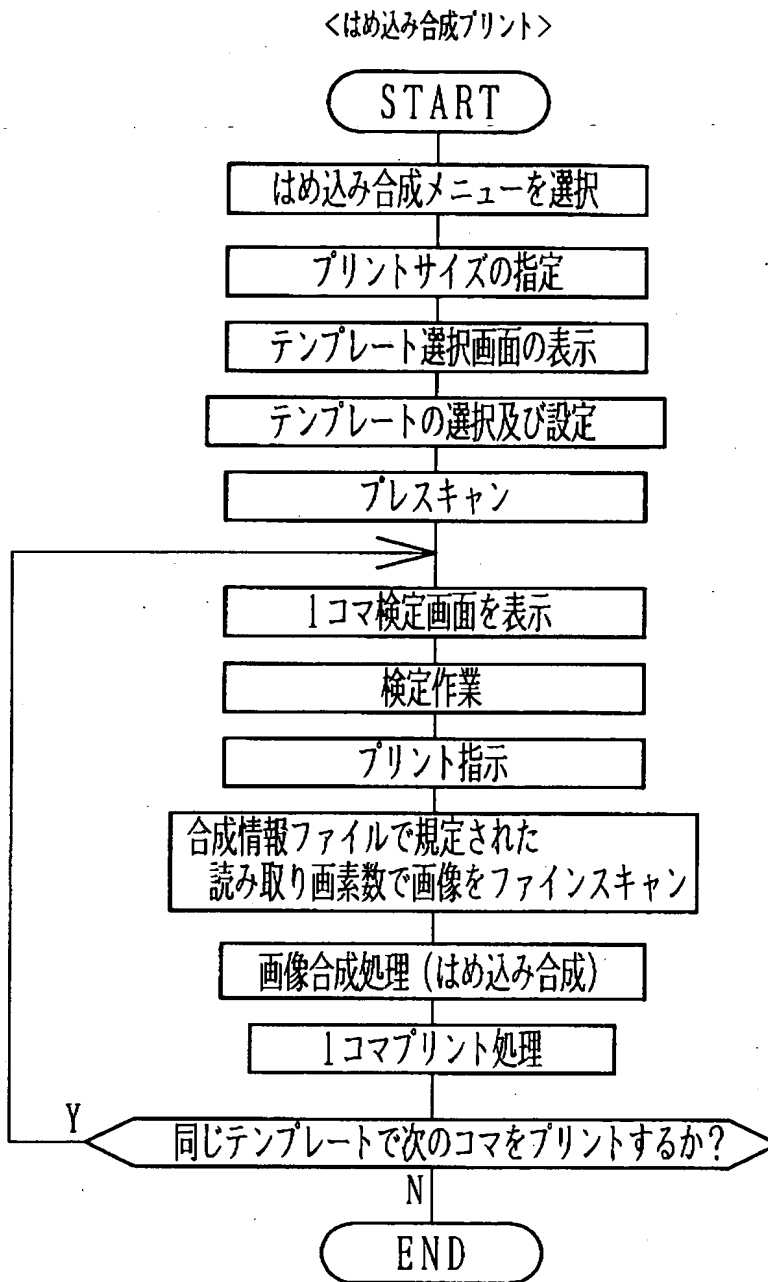 <はめ込み合成プリント>
START
はめ込み合成メニューを選択
プリントサイズの指定
テンプレート選択画面の表示
テンプレートの選択及び設定
プレスキャン
1コマ検定画面を表示
検定作業
プリント指示
合成情報ファイルで規定された
読み取り画素数で画像をファインスキャン
画像合成処理(はめ込み合成)
1コマプリント処理
Y
同じテンプレートで次のコマをプリントするか?
N
END